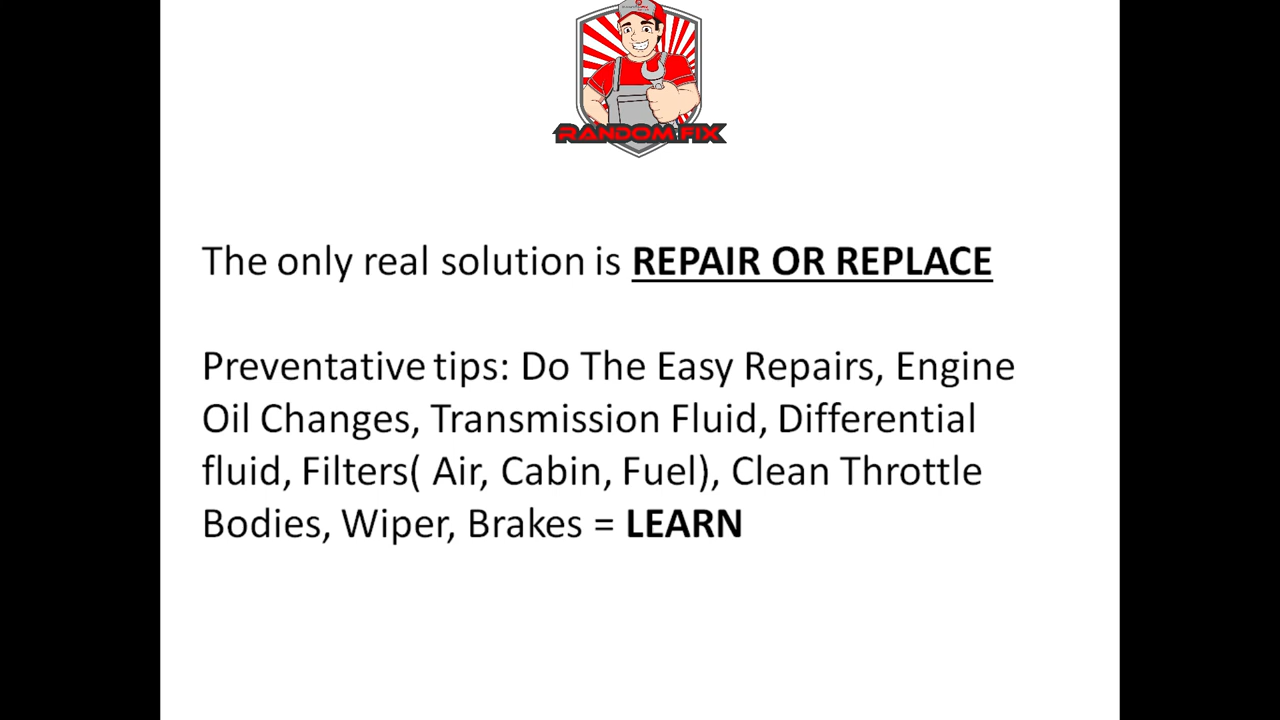 RANDOM FIX
The only real solution is REPAIR OR REPLACE
Preventative tips: Do The Easy Repairs, Engine
Oil Changes, Transmission Fluid, Differential
fluid, Filters( Air, Cabin, Fuel), Clean Throttle
Bodies, Wiper, Brakes = LEARN